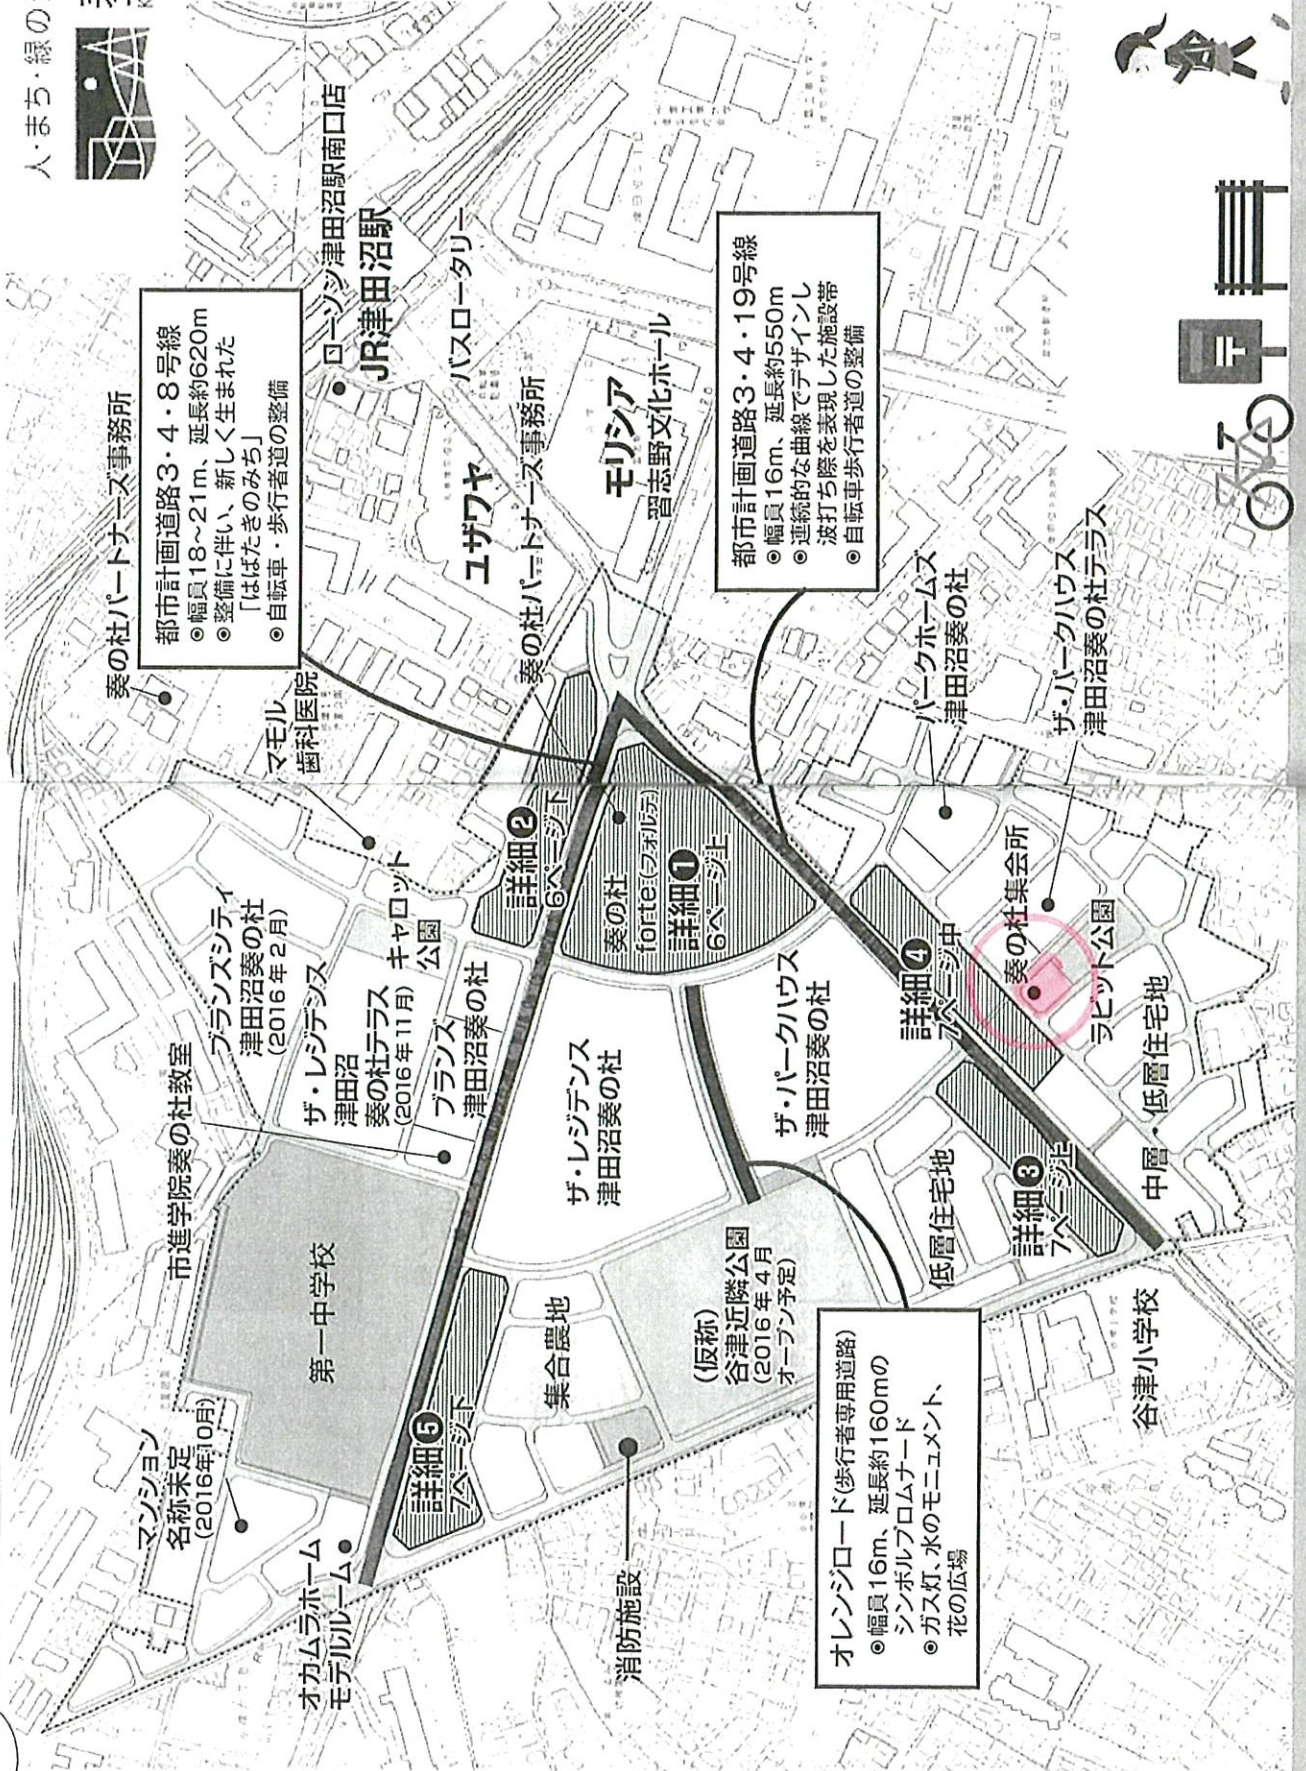 人・まち・緑の
奏の杜パートナーズ事務所
都市計画道路3・4・8号線
●幅員18～21m、延長約620m
●整備に伴い、新しく生まれた
「はばたきのみち」
●自転車・歩行者道の整備
ローソン津田沼駅南口店
JR津田沼駅
バスロータリー
ユザワヤ
奏の杜パートナーズ事務所
モリシア
習志野文化ホール
都市計画道路3・4・19号線
●幅員16m、延長約550m
●連続的な曲線でデザインし
波打ち際を表現した施設帯
●自転車歩行者道の整備
パークホームズ
津田沼奏の杜
ザ・パークハウス
津田沼奏の杜テラス
マモル
歯科医院
キャロット
公園
詳細❷
6ページ下
奏の杜
forte(フォルテ)
詳細❶
6ページ上
詳細❹
7ページ中
奏の杜集会所
ラビット公園
ブランズシティ
津田沼奏の杜
(2016年2月)
ザ・レジデンス
津田沼
奏の杜テラス
(2016年11月)
ブランズ
津田沼奏の杜
市進学院奏の杜教室
ザ・レジデンス
津田沼奏の杜
ザ・パークハウス
津田沼奏の杜
低層住宅地
詳細❸
7ページ上
中層・低層住宅地
第一中学校
マンション
名称未定
(2016年10月)
オカムラホーム
モデルルーム
詳細❺
7ページ下
集合農地
(仮称)
谷津近隣公園
(2016年4月
オープン予定)
消防施設
オレンジロード(歩行者専用道路)
●幅員16m、延長約160mの
シンボルプロムナード
●ガス灯、水のモニュメント、
花の広場
谷津小学校